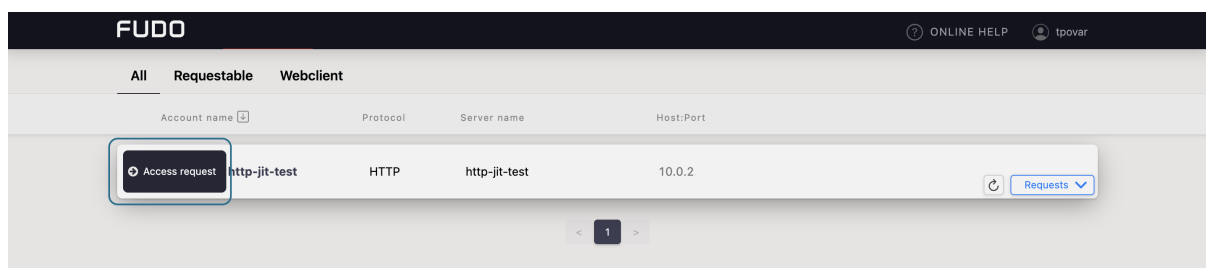 FUDO
? ONLINE HELP tpovar
All Requestable Webclient
Account name Protocol Server name Host:Port
Access request http-jit-test HTTP http-jit-test 10.0.2
Requests
< 1 >